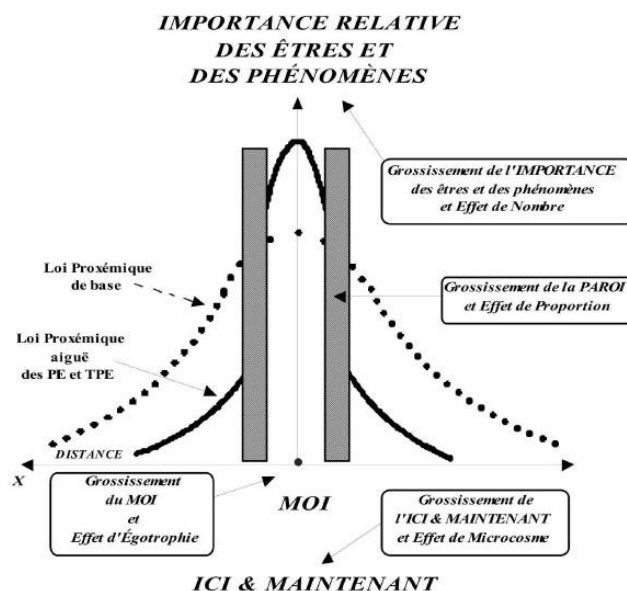 IMPORTANCE RELATIVE
DES ÊTRES ET
DES PHÉNOMÈNES
Grossissement de l'IMPORTANCE
des êtres et des phénomènes
et Effet de Nombre
Loi Proxémique
de base
Grossissement de la PAROI
et Effet de Proportion
Loi Proxémique
aiguë
des PE et TPE
DISTANCE
X
Grossissement
du MOI
et
Effet d'Égotrophie
MOI
Grossissement de
l'ICI & MAINTENANT
et Effet de Microcosme
ICI & MAINTENANT